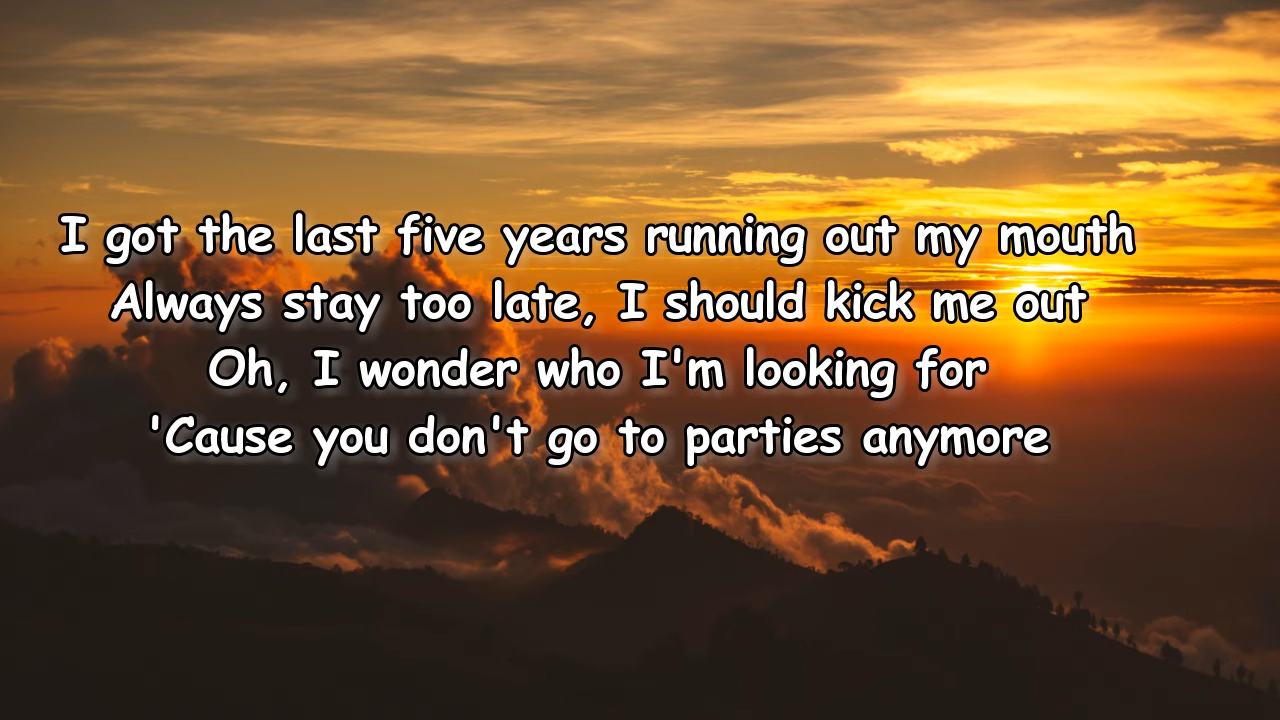 I got the last five years running out my mouth
Always stay too late, I should kick me out
Oh, I wonder who I'm looking for
'Cause you don't go to parties anymore